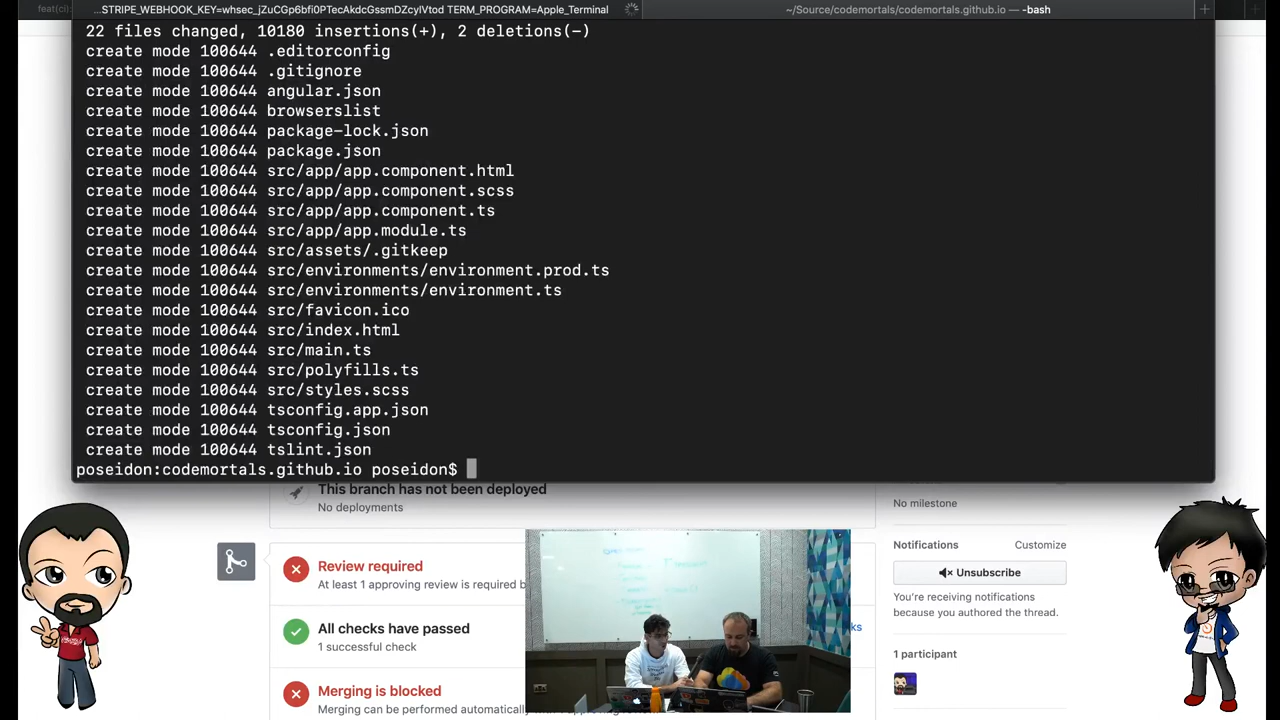 feat(ci):
...STRIPE_WEBHOOK_KEY=whsec_jZuCGp6bfi0PTecAkdcGssmDZcyIVtod TERM_PROGRAM=Apple_Terminal
~/Source/codemortals/codemortals.github.io — -bash
22 files changed, 10180 insertions(+), 2 deletions(-)
create mode 100644 .editorconfig
create mode 100644 .gitignore
create mode 100644 angular.json
create mode 100644 browserslist
create mode 100644 package-lock.json
create mode 100644 package.json
create mode 100644 src/app/app.component.html
create mode 100644 src/app/app.component.scss
create mode 100644 src/app/app.component.ts
create mode 100644 src/app/app.module.ts
create mode 100644 src/assets/.gitkeep
create mode 100644 src/environments/environment.prod.ts
create mode 100644 src/environments/environment.ts
create mode 100644 src/favicon.ico
create mode 100644 src/index.html
create mode 100644 src/main.ts
create mode 100644 src/polyfills.ts
create mode 100644 src/styles.scss
create mode 100644 tsconfig.app.json
create mode 100644 tsconfig.json
create mode 100644 tslint.json
poseidon:codemortals.github.io poseidon$
This branch has not been deployed
No deployments
Review required
At least 1 approving review is required b
All checks have passed
1 successful check
Merging is blocked
Merging can be performed automatically
No milestone
Notifications
Customize
Unsubscribe
You're receiving notifications
because you authored the thread.
1 participant